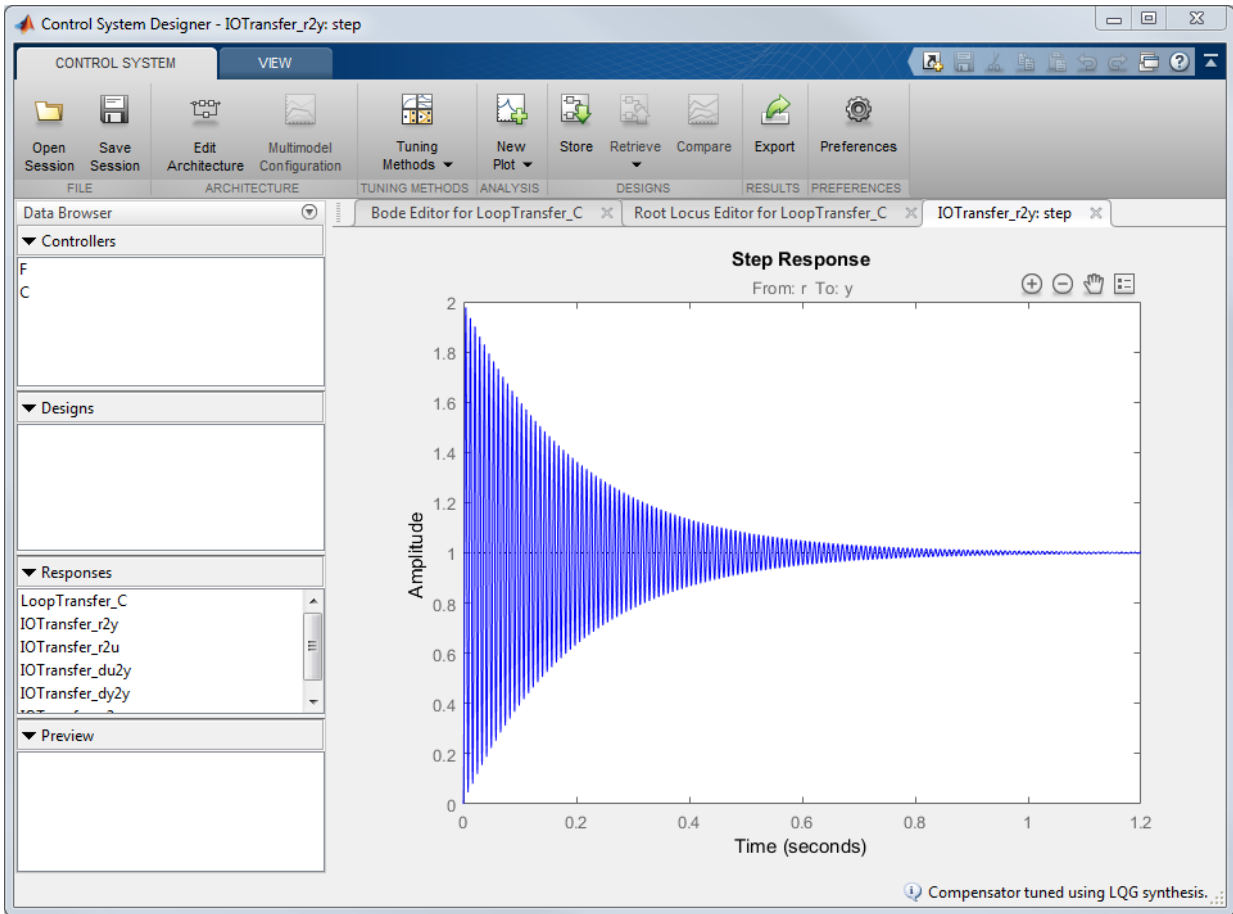 Control System Designer - IOTransfer_r2y: step
CONTROL SYSTEM
VIEW
Open Session
Save Session
Edit Architecture
Multimodel Configuration
Tuning Methods
New Plot
Store
Retrieve
Compare
Export
Preferences
FILE
ARCHITECTURE
TUNING METHODS
ANALYSIS
DESIGNS
RESULTS
PREFERENCES
Data Browser
Controllers
F
C
Designs
Responses
LoopTransfer_C
IOTransfer_r2y
IOTransfer_r2u
IOTransfer_du2y
IOTransfer_dy2y
Preview
Bode Editor for LoopTransfer_C
Root Locus Editor for LoopTransfer_C
IOTransfer_r2y: step
Step Response
From: r To: y
Amplitude
2
1.8
1.6
1.4
1.2
1
0.8
0.6
0.4
0.2
0
0
0.2
0.4
0.6
0.8
1
1.2
Time (seconds)
Compensator tuned using LQG synthesis.